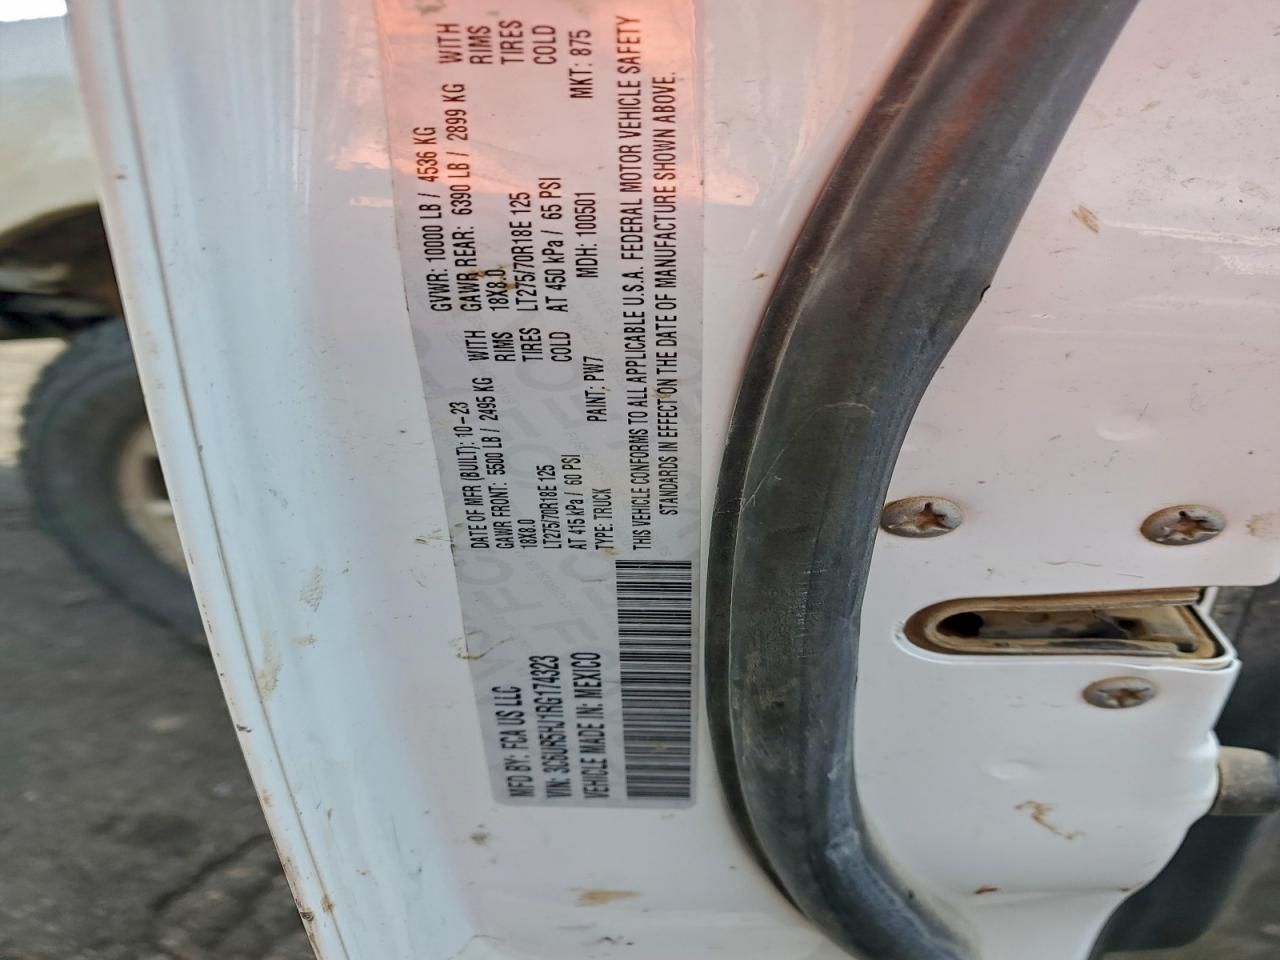 MFD BY: FCA US LLC
DATE OF MFR (BUILT): 10-23
GVWR: 10000 LB / 4536 KG
GAWR FRONT: 5500 LB / 2495 KG WITH
18X8.0 RIMS
LT275/70R18E 125 TIRES
AT 415 kPa / 60 PSI COLD
GAWR REAR: 6390 LB / 2899 KG WITH
18X8.0 RIMS
LT275/70R18E 125 TIRES
AT 450 kPa / 65 PSI COLD
VIN: 3C6UR5HJ1RG174323
TYPE: TRUCK PAINT: PW7 MDH: 100501 MKT: 875
VEHICLE MADE IN: MEXICO
THIS VEHICLE CONFORMS TO ALL APPLICABLE U.S.A. FEDERAL MOTOR VEHICLE SAFETY
STANDARDS IN EFFECT ON THE DATE OF MANUFACTURE SHOWN ABOVE.